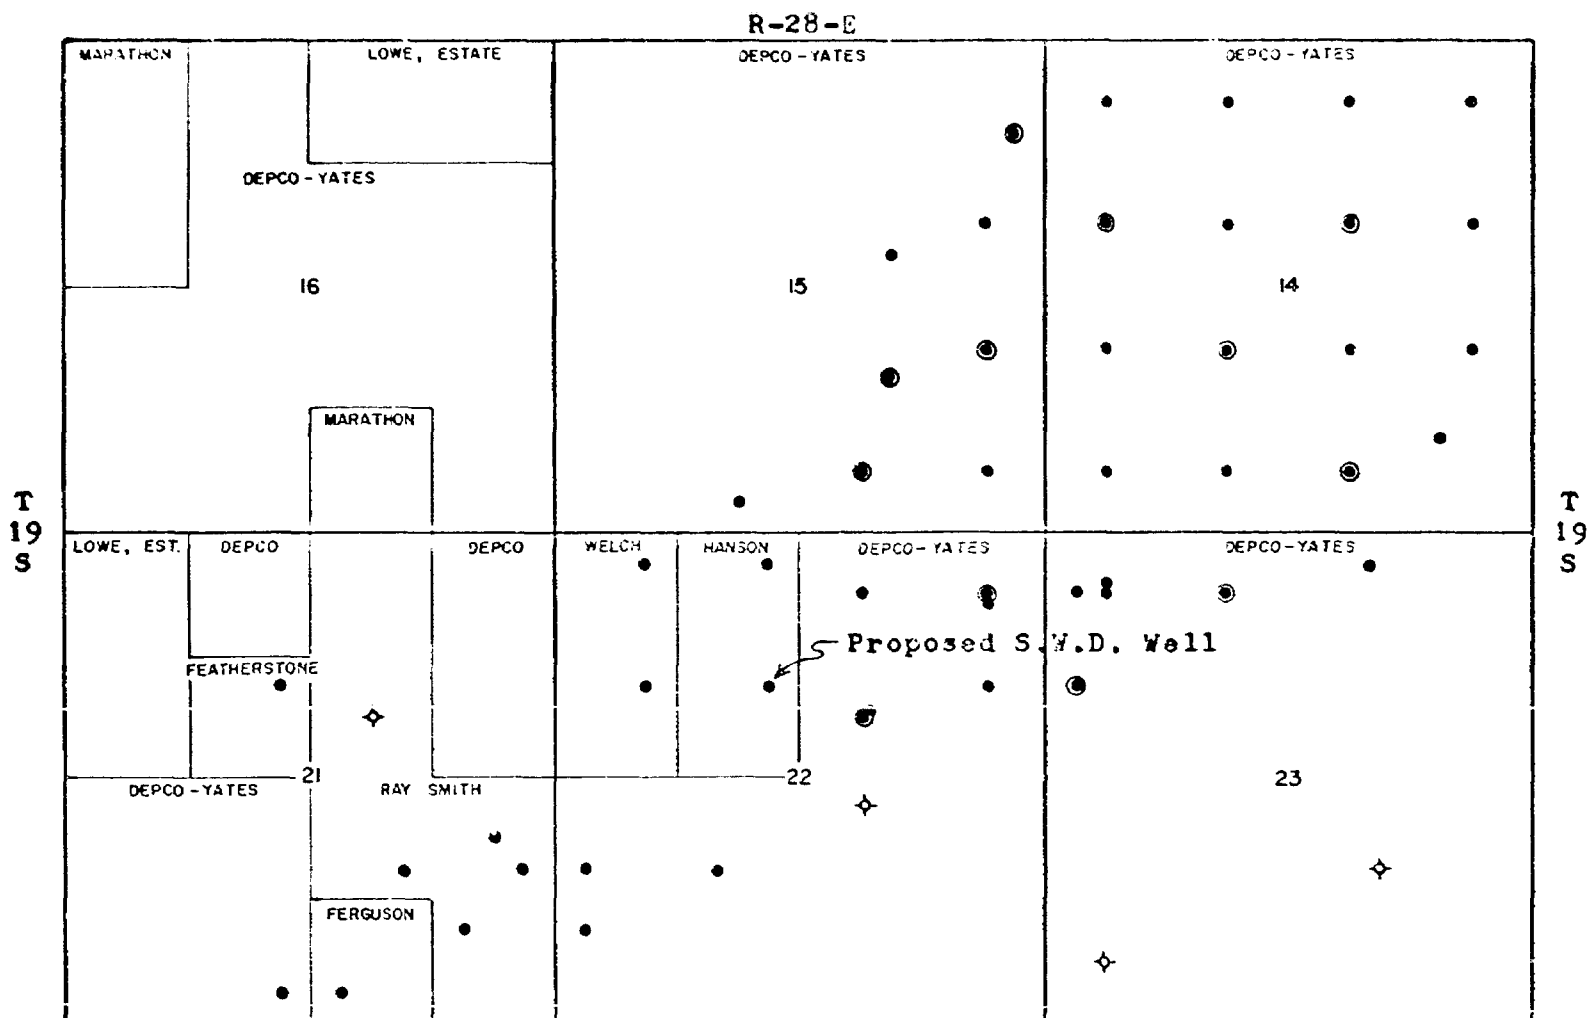 R-28-E
MARATHON
LOWE, ESTATE
DEPCO-YATES
DEPCO-YATES
DEPCO-YATES
16
15
14
MARATHON
T
19
S
T
19
S
LOWE, EST.
DEPCO
DEPCO
WELCH
HANSON
DEPCO-YATES
DEPCO-YATES
Proposed S.W.D. Well
FEATHERSTONE
21
22
23
DEPCO-YATES
RAY SMITH
FERGUSON